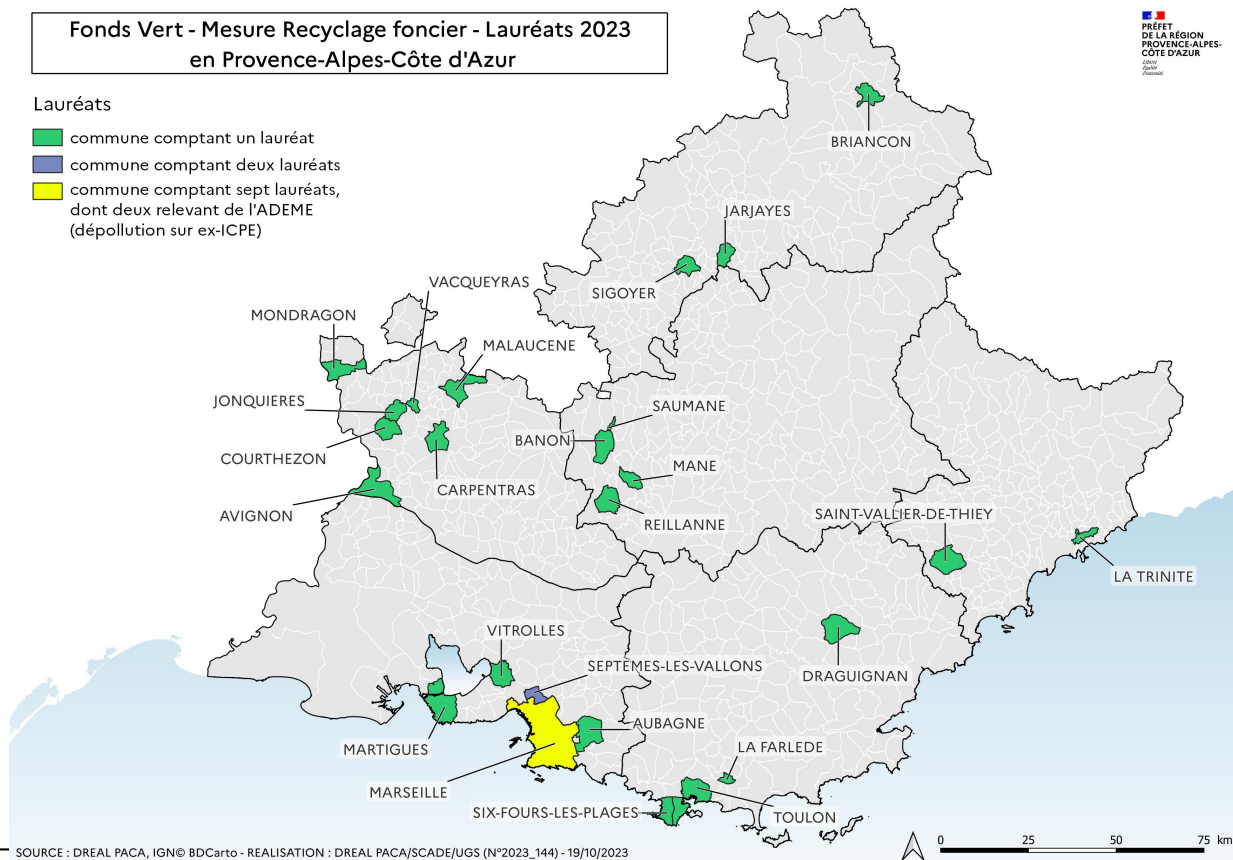 Fonds Vert - Mesure Recyclage foncier - Lauréats 2023
en Provence-Alpes-Côte d'Azur
PRÉFET
DE LA RÉGION
PROVENCE-ALPES-
CÔTE D'AZUR
Liberté
Égalité
Fraternité
Lauréats
commune comptant un lauréat
commune comptant deux lauréats
commune comptant sept lauréats,
dont deux relevant de l'ADEME
(dépollution sur ex-ICPE)
BRIANCON
JARJAYES
SIGOYER
VACQUEYRAS
MONDRAGON
MALAUCENE
JONQUIERES
SAUMANE
BANON
COURTHEZON
MANE
CARPENTRAS
AVIGNON
REILLANNE
SAINT-VALLIER-DE-THIEY
LA TRINITE
VITROLLES
SEPTEMES-LES-VALLONS
DRAGUIGNAN
AUBAGNE
MARTIGUES
LA FARLEDE
MARSEILLE
SIX-FOURS-LES-PLAGES
TOULON
0 25 50 75 km
SOURCE : DREAL PACA, IGN© BDCarto - REALISATION : DREAL PACA/SCADE/UGS (N°2023_144) - 19/10/2023